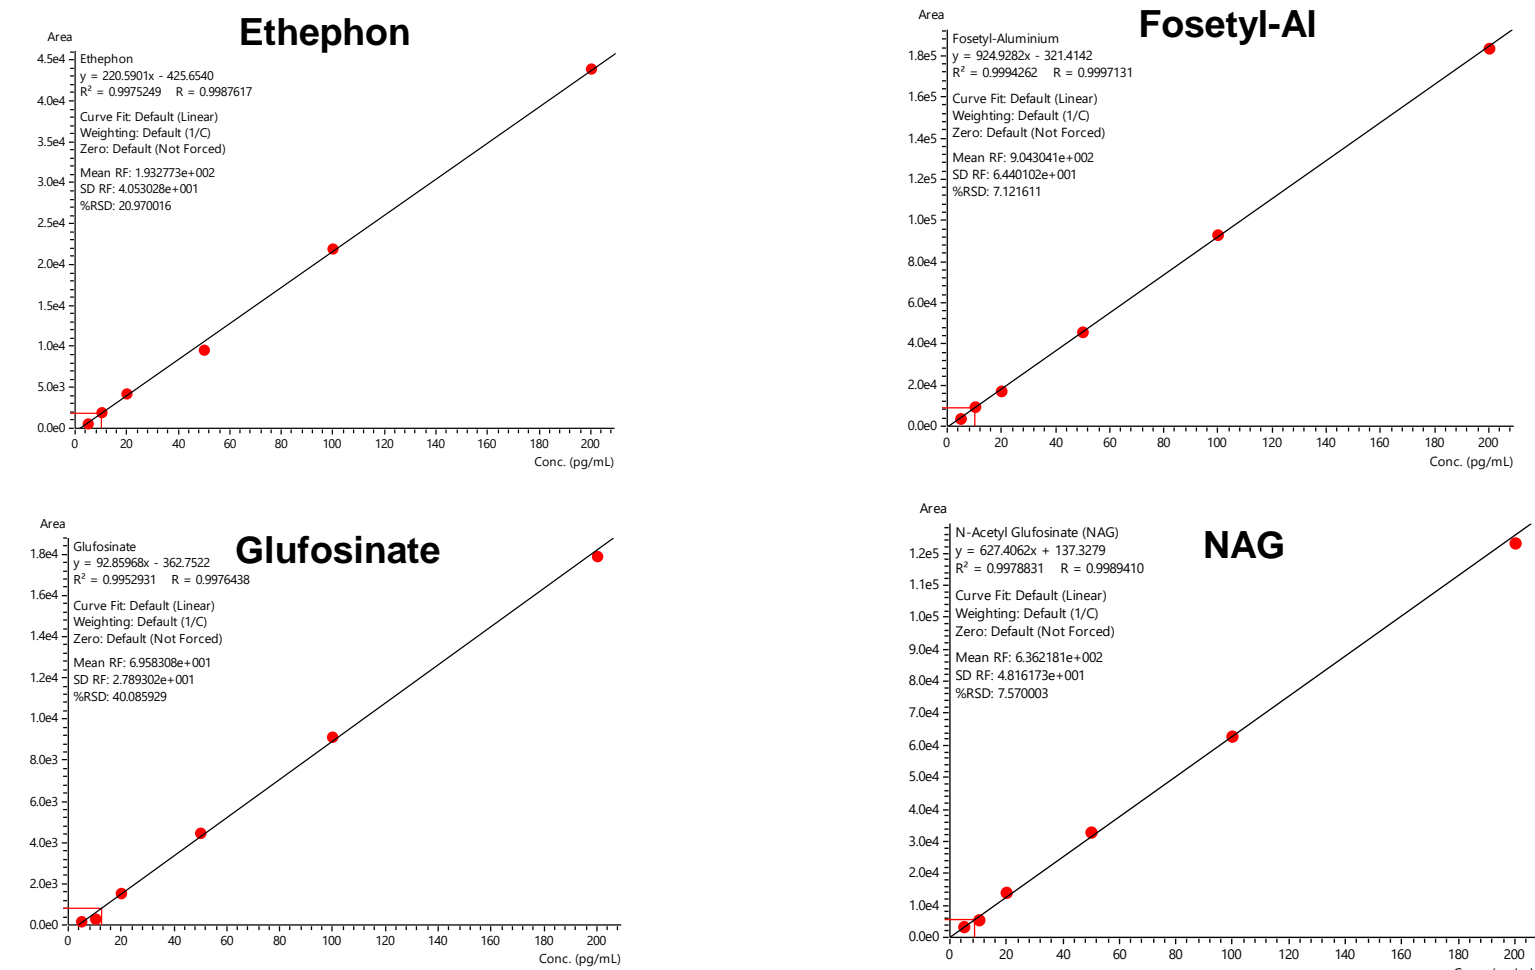 Ethephon
Area
4.5e4
4.0e4
3.5e4
3.0e4
2.5e4
2.0e4
1.5e4
1.0e4
5.0e3
0.0e0
Ethephon
y = 220.5901x - 425.6540
R² = 0.9975249 R = 0.9987617
Curve Fit: Default (Linear)
Weighting: Default (1/C)
Zero: Default (Not Forced)
Mean RF: 1.932773e+002
SD RF: 4.053028e+001
%RSD: 20.970016
0 20 40 60 80 100 120 140 160 180 200
Conc. (pg/mL)
Fosetyl-Al
Area
1.8e5
1.6e5
1.4e5
1.2e5
1.0e5
8.0e4
6.0e4
4.0e4
2.0e4
0.0e0
Fosetyl-Aluminium
y = 924.9282x - 321.4142
R² = 0.9994262 R = 0.9997131
Curve Fit: Default (Linear)
Weighting: Default (1/C)
Zero: Default (Not Forced)
Mean RF: 9.043041e+002
SD RF: 6.440102e+001
%RSD: 7.121611
0 20 40 60 80 100 120 140 160 180 200
Conc. (pg/mL)
Glufosinate
Area
1.8e4
1.6e4
1.4e4
1.2e4
1.0e4
8.0e3
6.0e3
4.0e3
2.0e3
0.0e0
Glufosinate
y = 92.85968x - 362.7522
R² = 0.9952931 R = 0.9976438
Curve Fit: Default (Linear)
Weighting: Default (1/C)
Zero: Default (Not Forced)
Mean RF: 6.958308e+001
SD RF: 2.789302e+001
%RSD: 40.085929
0 20 40 60 80 100 120 140 160 180 200
Conc. (pg/mL)
NAG
Area
1.2e5
1.1e5
1.0e5
9.0e4
8.0e4
7.0e4
6.0e4
5.0e4
4.0e4
3.0e4
2.0e4
1.0e4
0.0e0
N-Acetyl Glufosinate (NAG)
y = 627.4062x + 137.3279
R² = 0.9978831 R = 0.9989410
Curve Fit: Default (Linear)
Weighting: Default (1/C)
Zero: Default (Not Forced)
Mean RF: 6.362181e+002
SD RF: 4.816173e+001
%RSD: 7.570003
0 20 40 60 80 100 120 140 160 180 200